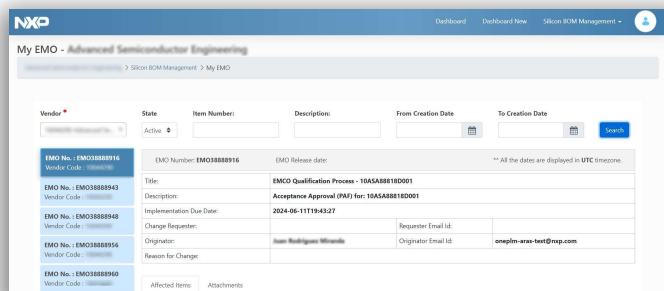 NXP
Dashboard Dashboard New Silicon BOM Management
My EMO - Advanced Semiconductor Engineering
> Silicon BOM Management > My EMO
Vendor * State Item Number: Description: From Creation Date To Creation Date
Active Search
EMO No. : EMO38888916
Vendor Code :
EMO No. : EMO38888943
Vendor Code :
EMO No. : EMO38888948
Vendor Code :
EMO No. : EMO38888956
Vendor Code :
EMO No. : EMO38888960
Vendor Code :
EMO Number: EMO38888916 EMO Release date: ** All the dates are displayed in UTC timezone.
Title: EMCO Qualification Process - 10ASA88818D001
Description: Acceptance Approval (PAF) for: 10ASA88818D001
Implementation Due Date: 2024-06-11T19:43:27
Change Requester: Requester Email Id:
Originator: Juan Rodriguez Miranda Originator Email Id: oneplm-aras-text@nxp.com
Reason for Change:
Affected Items Attachments